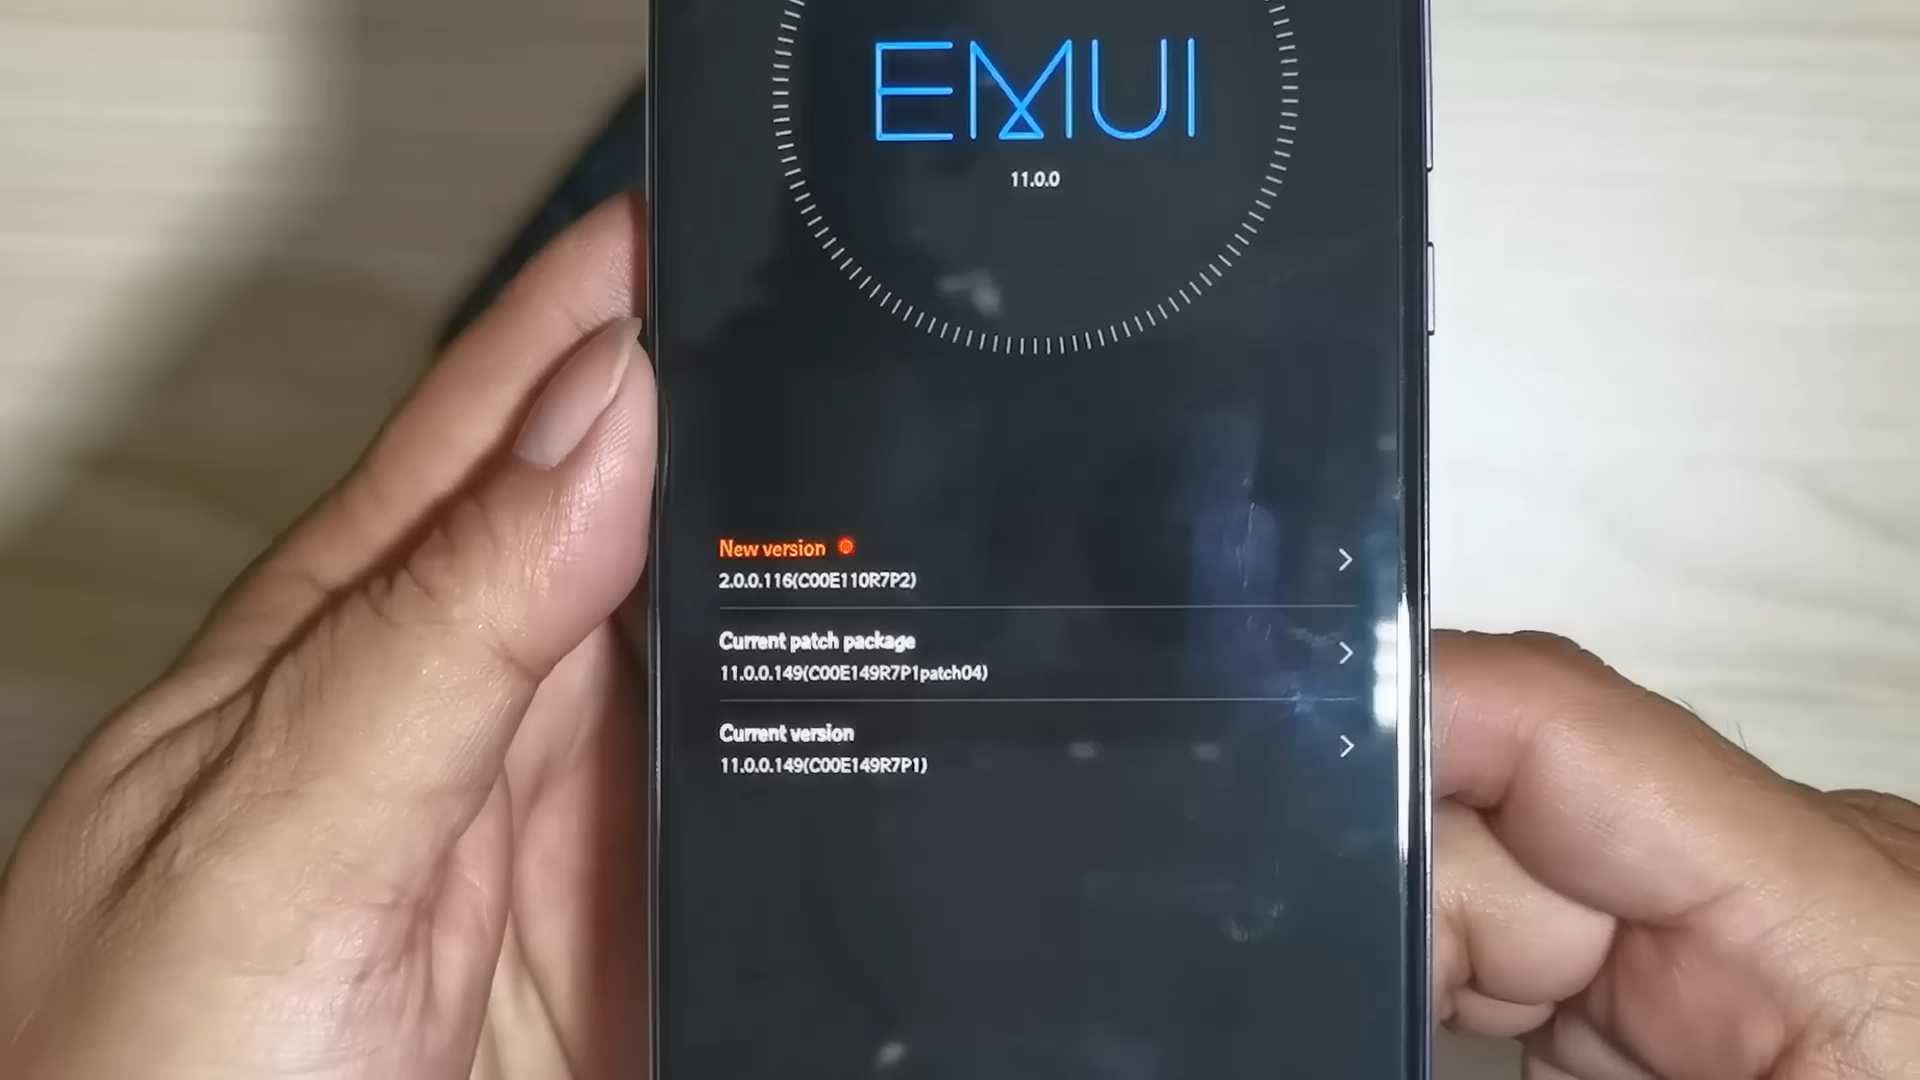 EMUI
11.0.0
New version
2.0.0.116(C00E110R7P2)
Current patch package
11.0.0.149(C00E149R7P1patch04)
Current version
11.0.0.149(C00E149R7P1)